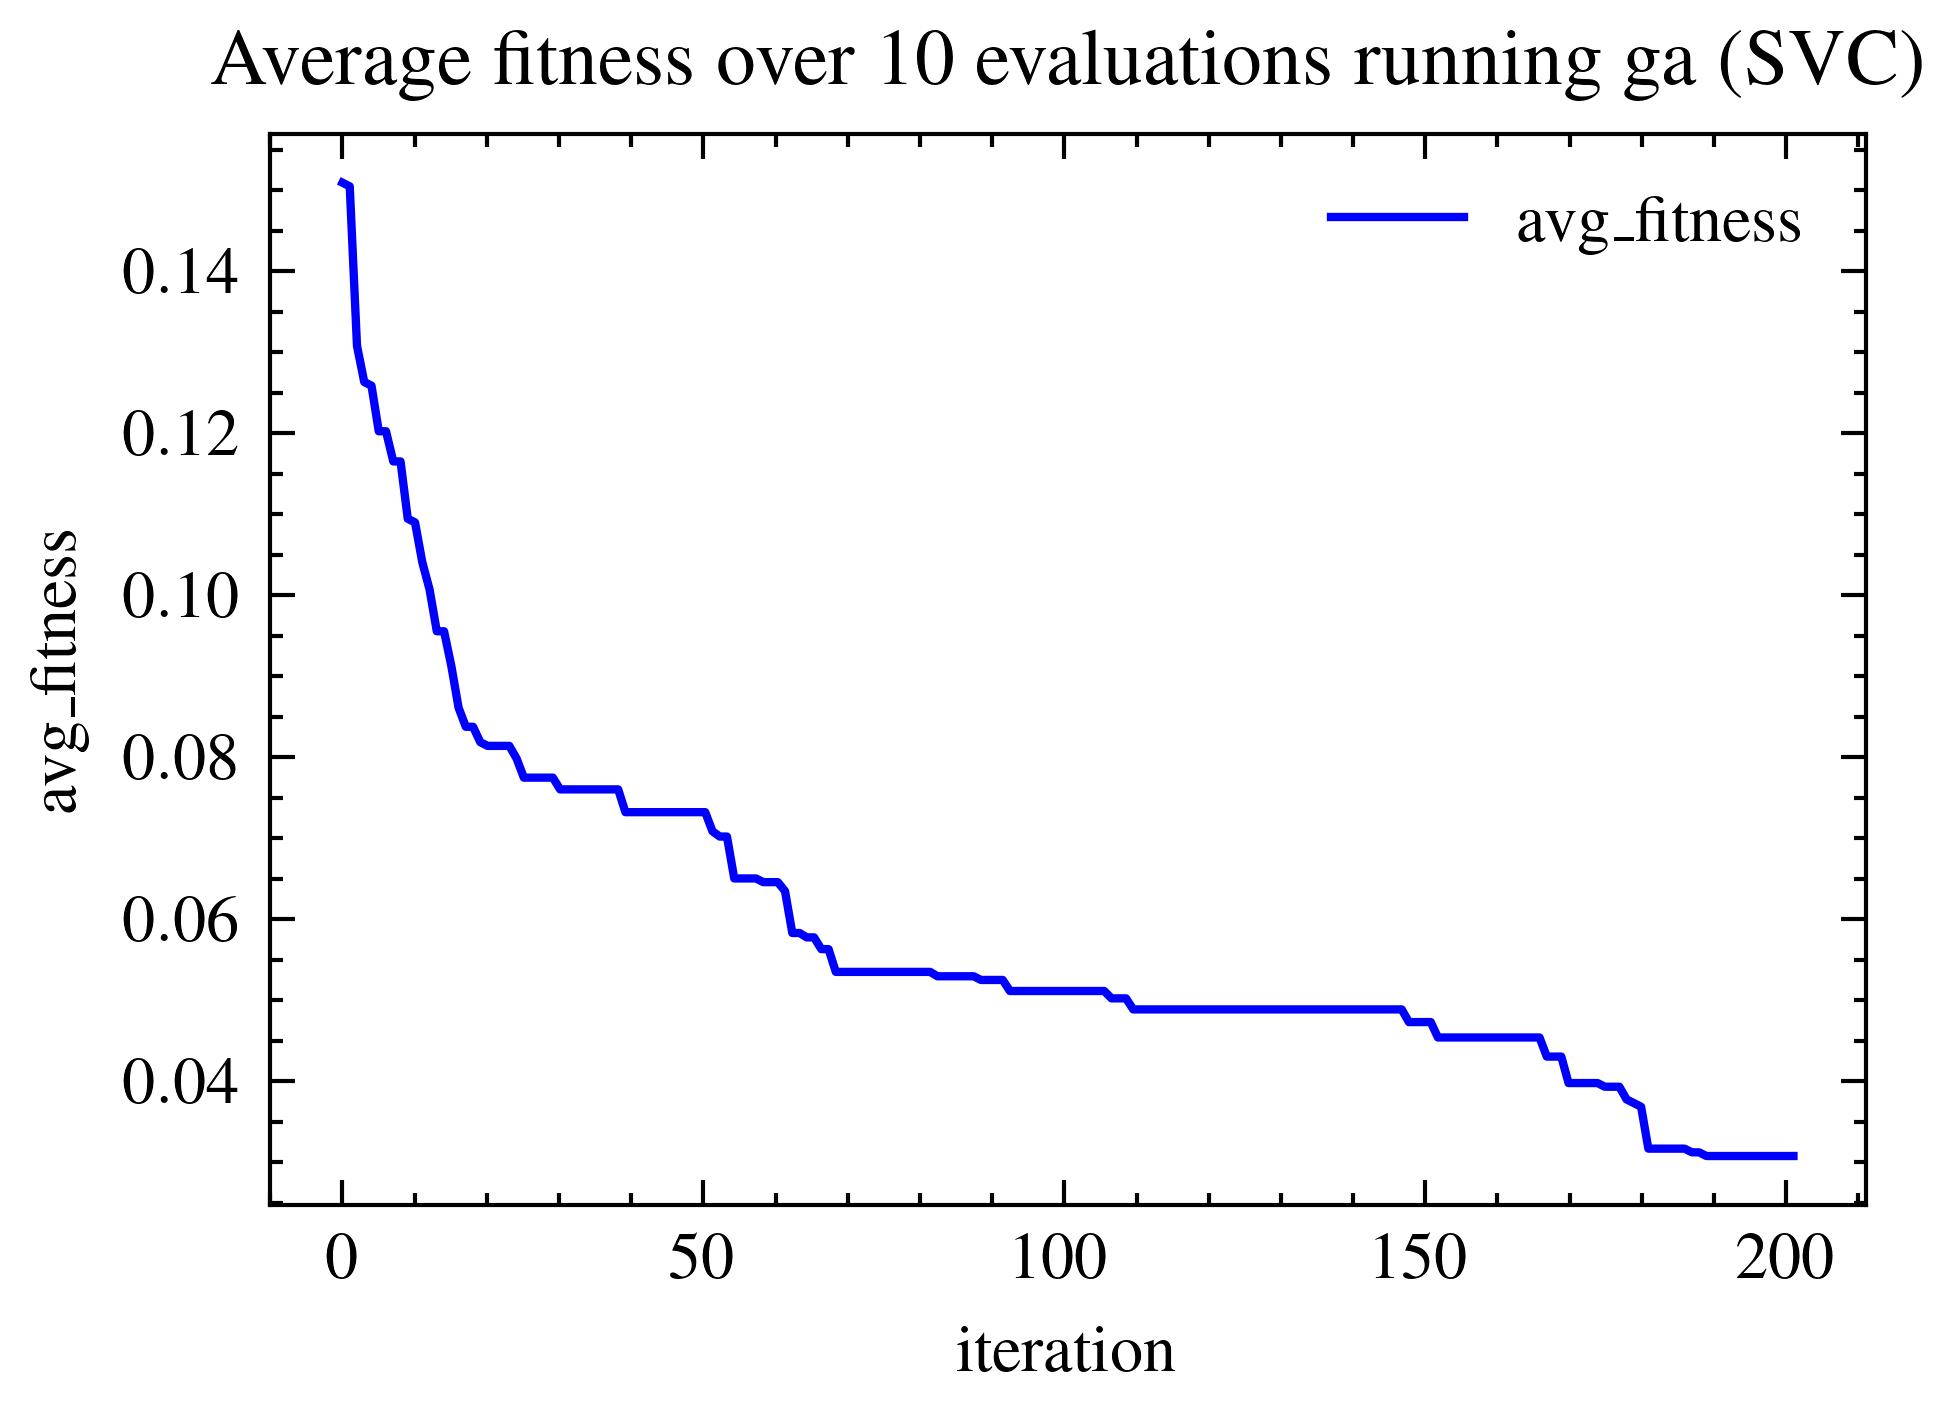 Average fitness over 10 evaluations running ga (SVC)
avg_fitness
0.14
0.12
0.10
0.08
0.06
0.04
avg_fitness
0 50 100 150 200
iteration